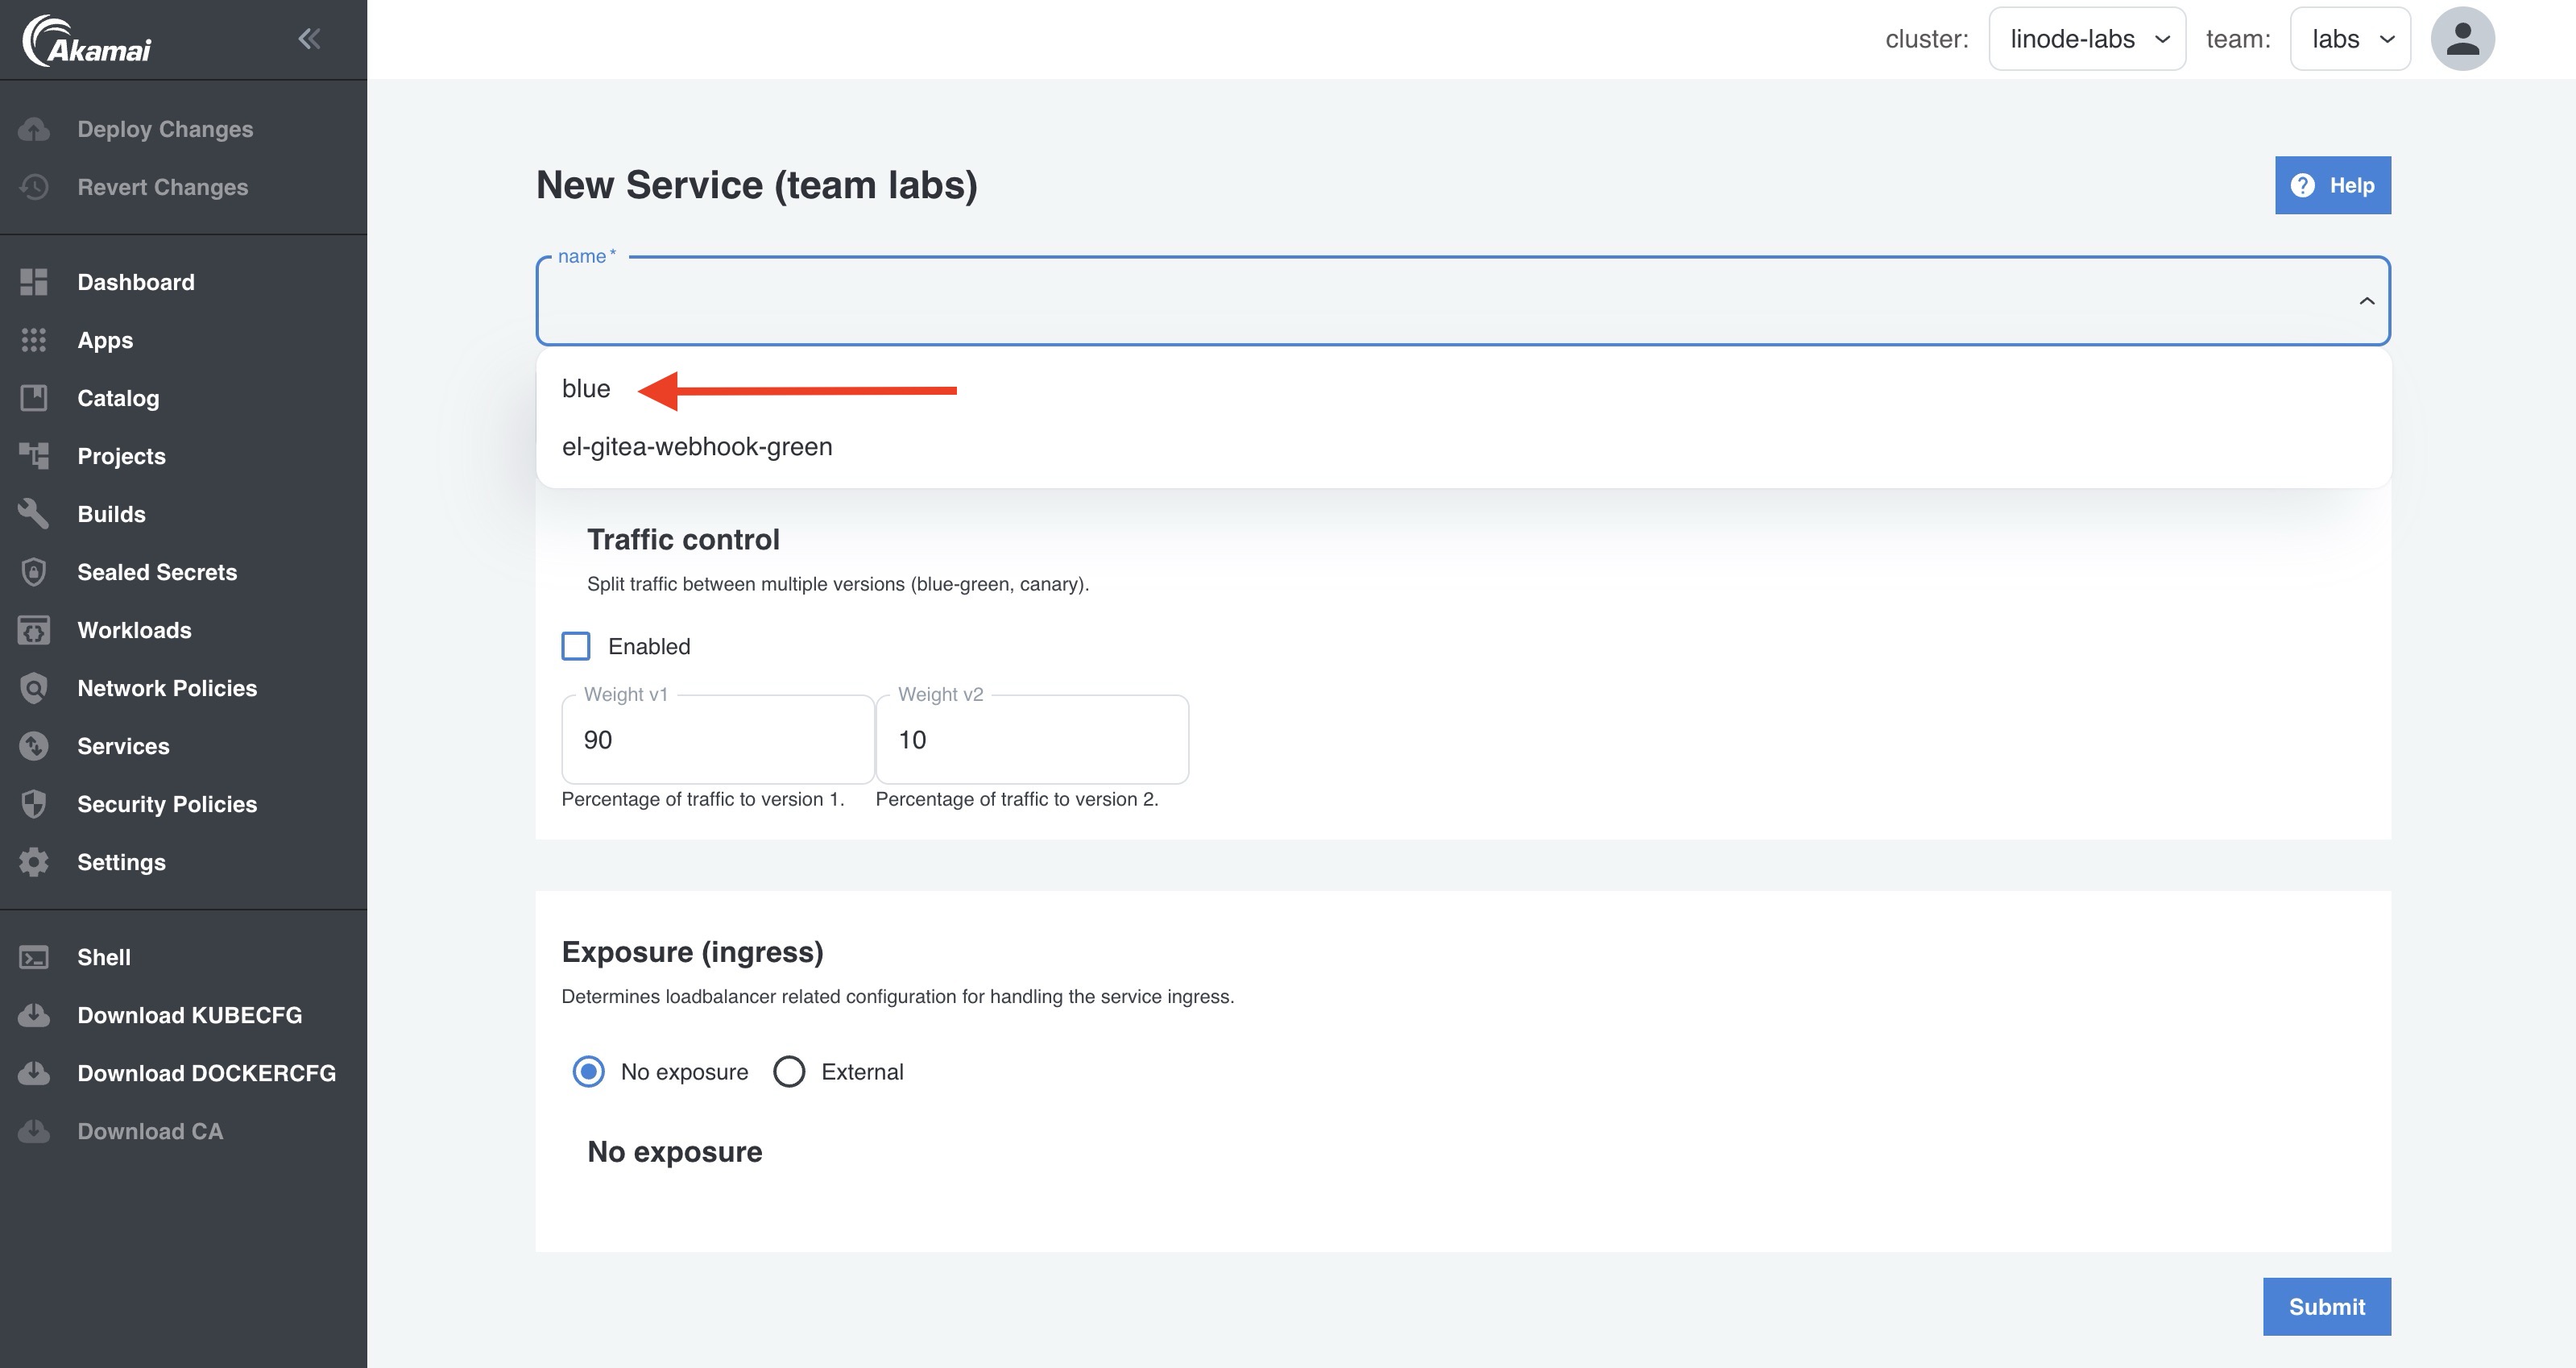 Akamai
cluster:
linode-labs
team:
labs
Deploy Changes
Revert Changes
Dashboard
Apps
Catalog
Projects
Builds
Sealed Secrets
Workloads
Network Policies
Services
Security Policies
Settings
Shell
Download KUBECFG
Download DOCKERCFG
Download CA
New Service (team labs)
Help
name *
blue
el-gitea-webhook-green
Traffic control
Split traffic between multiple versions (blue-green, canary).
Enabled
Weight v1
Weight v2
90
10
Percentage of traffic to version 1.
Percentage of traffic to version 2.
Exposure (ingress)
Determines loadbalancer related configuration for handling the service ingress.
No exposure
External
No exposure
Submit